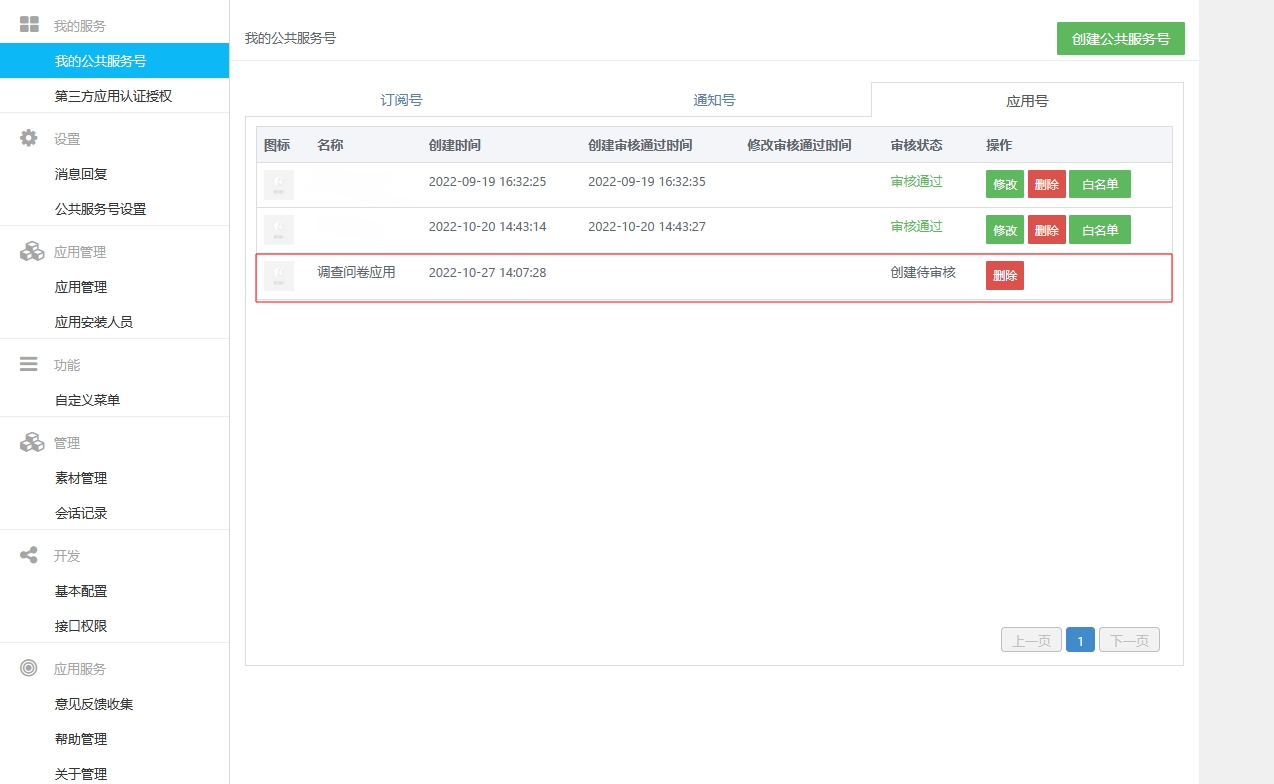 我的服务
我的公共服务号
第三方应用认证授权
设置
消息回复
公共服务号设置
应用管理
应用管理
应用安装人员
功能
自定义菜单
管理
素材管理
会话记录
开发
基本配置
接口权限
应用服务
意见反馈收集
帮助管理
关于管理
我的公共服务号 创建公共服务号
订阅号 通知号 应用号
图标 名称 创建时间 创建审核通过时间 修改审核通过时间 审核状态 操作
2022-09-19 16:32:25 2022-09-19 16:32:35 审核通过 修改 删除 白名单
2022-10-20 14:43:14 2022-10-20 14:43:27 审核通过 修改 删除 白名单
调查问卷应用 2022-10-27 14:07:28 创建待审核 删除
上一页 1 下一页